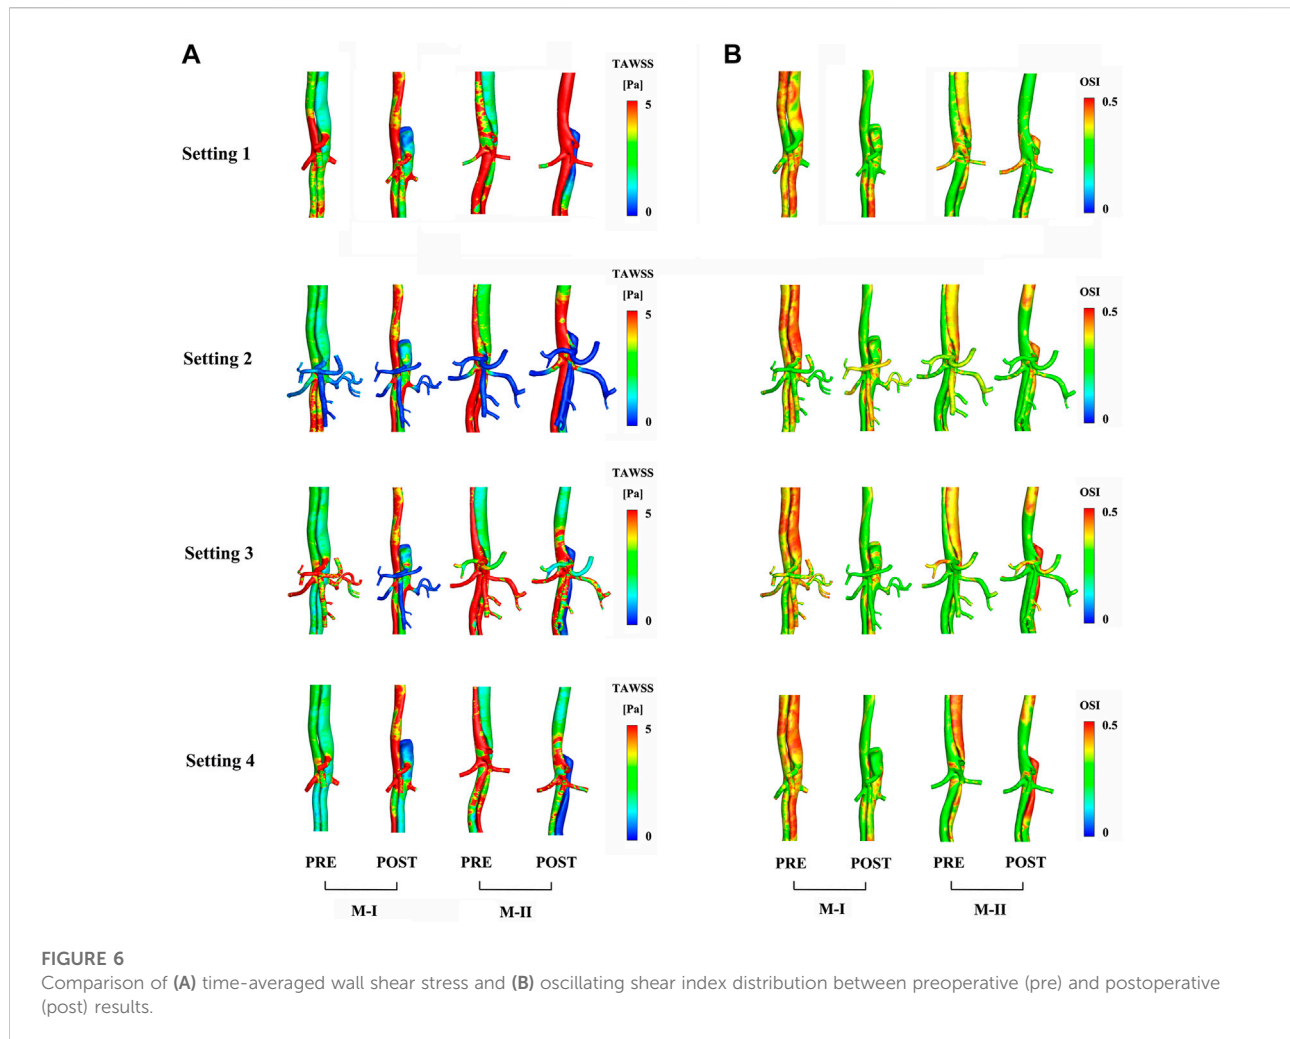 A
B
TAWSS
[Pa]
5
0
TAWSS
[Pa]
5
0
TAWSS
[Pa]
5
0
TAWSS
[Pa]
5
0
OSI
0.5
0
OSI
0.5
0
OSI
0.5
0
OSI
0.5
0
Setting 1
Setting 2
Setting 3
Setting 4
PRE POST PRE POST
M-I M-II
PRE POST PRE POST
M-I M-II
FIGURE 6
Comparison of (A) time-averaged wall shear stress and (B) oscillating shear index distribution between preoperative (pre) and postoperative
(post) results.